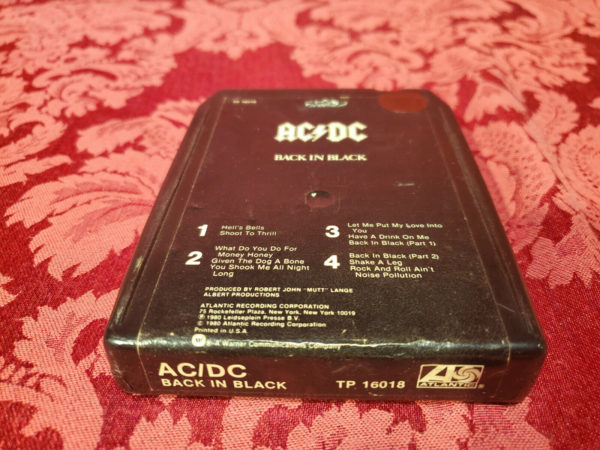 TP 16018
AC/DC
BACK IN BLACK
1 Hell's Bells
Shoot To Thrill
2 What Do You Do For
Money Honey
Given The Dog A Bone
You Shook Me All Night
Long
3 Let Me Put My Love Into
You
Have A Drink On Me
Back In Black (Part 1)
4 Back In Black (Part 2)
Shake A Leg
Rock And Roll Ain't
Noise Pollution
PRODUCED BY ROBERT JOHN "MUTT" LANGE
ALBERT PRODUCTIONS
ATLANTIC RECORDING CORPORATION
75 Rockefeller Plaza, New York, New York 10019
℗ 1980 Leidseplein Presse B.V.
© 1980 Atlantic Recording Corporation
Printed in U.S.A.
A Warner Communications Company
AC/DC
BACK IN BLACK
TP 16018
ATLANTIC